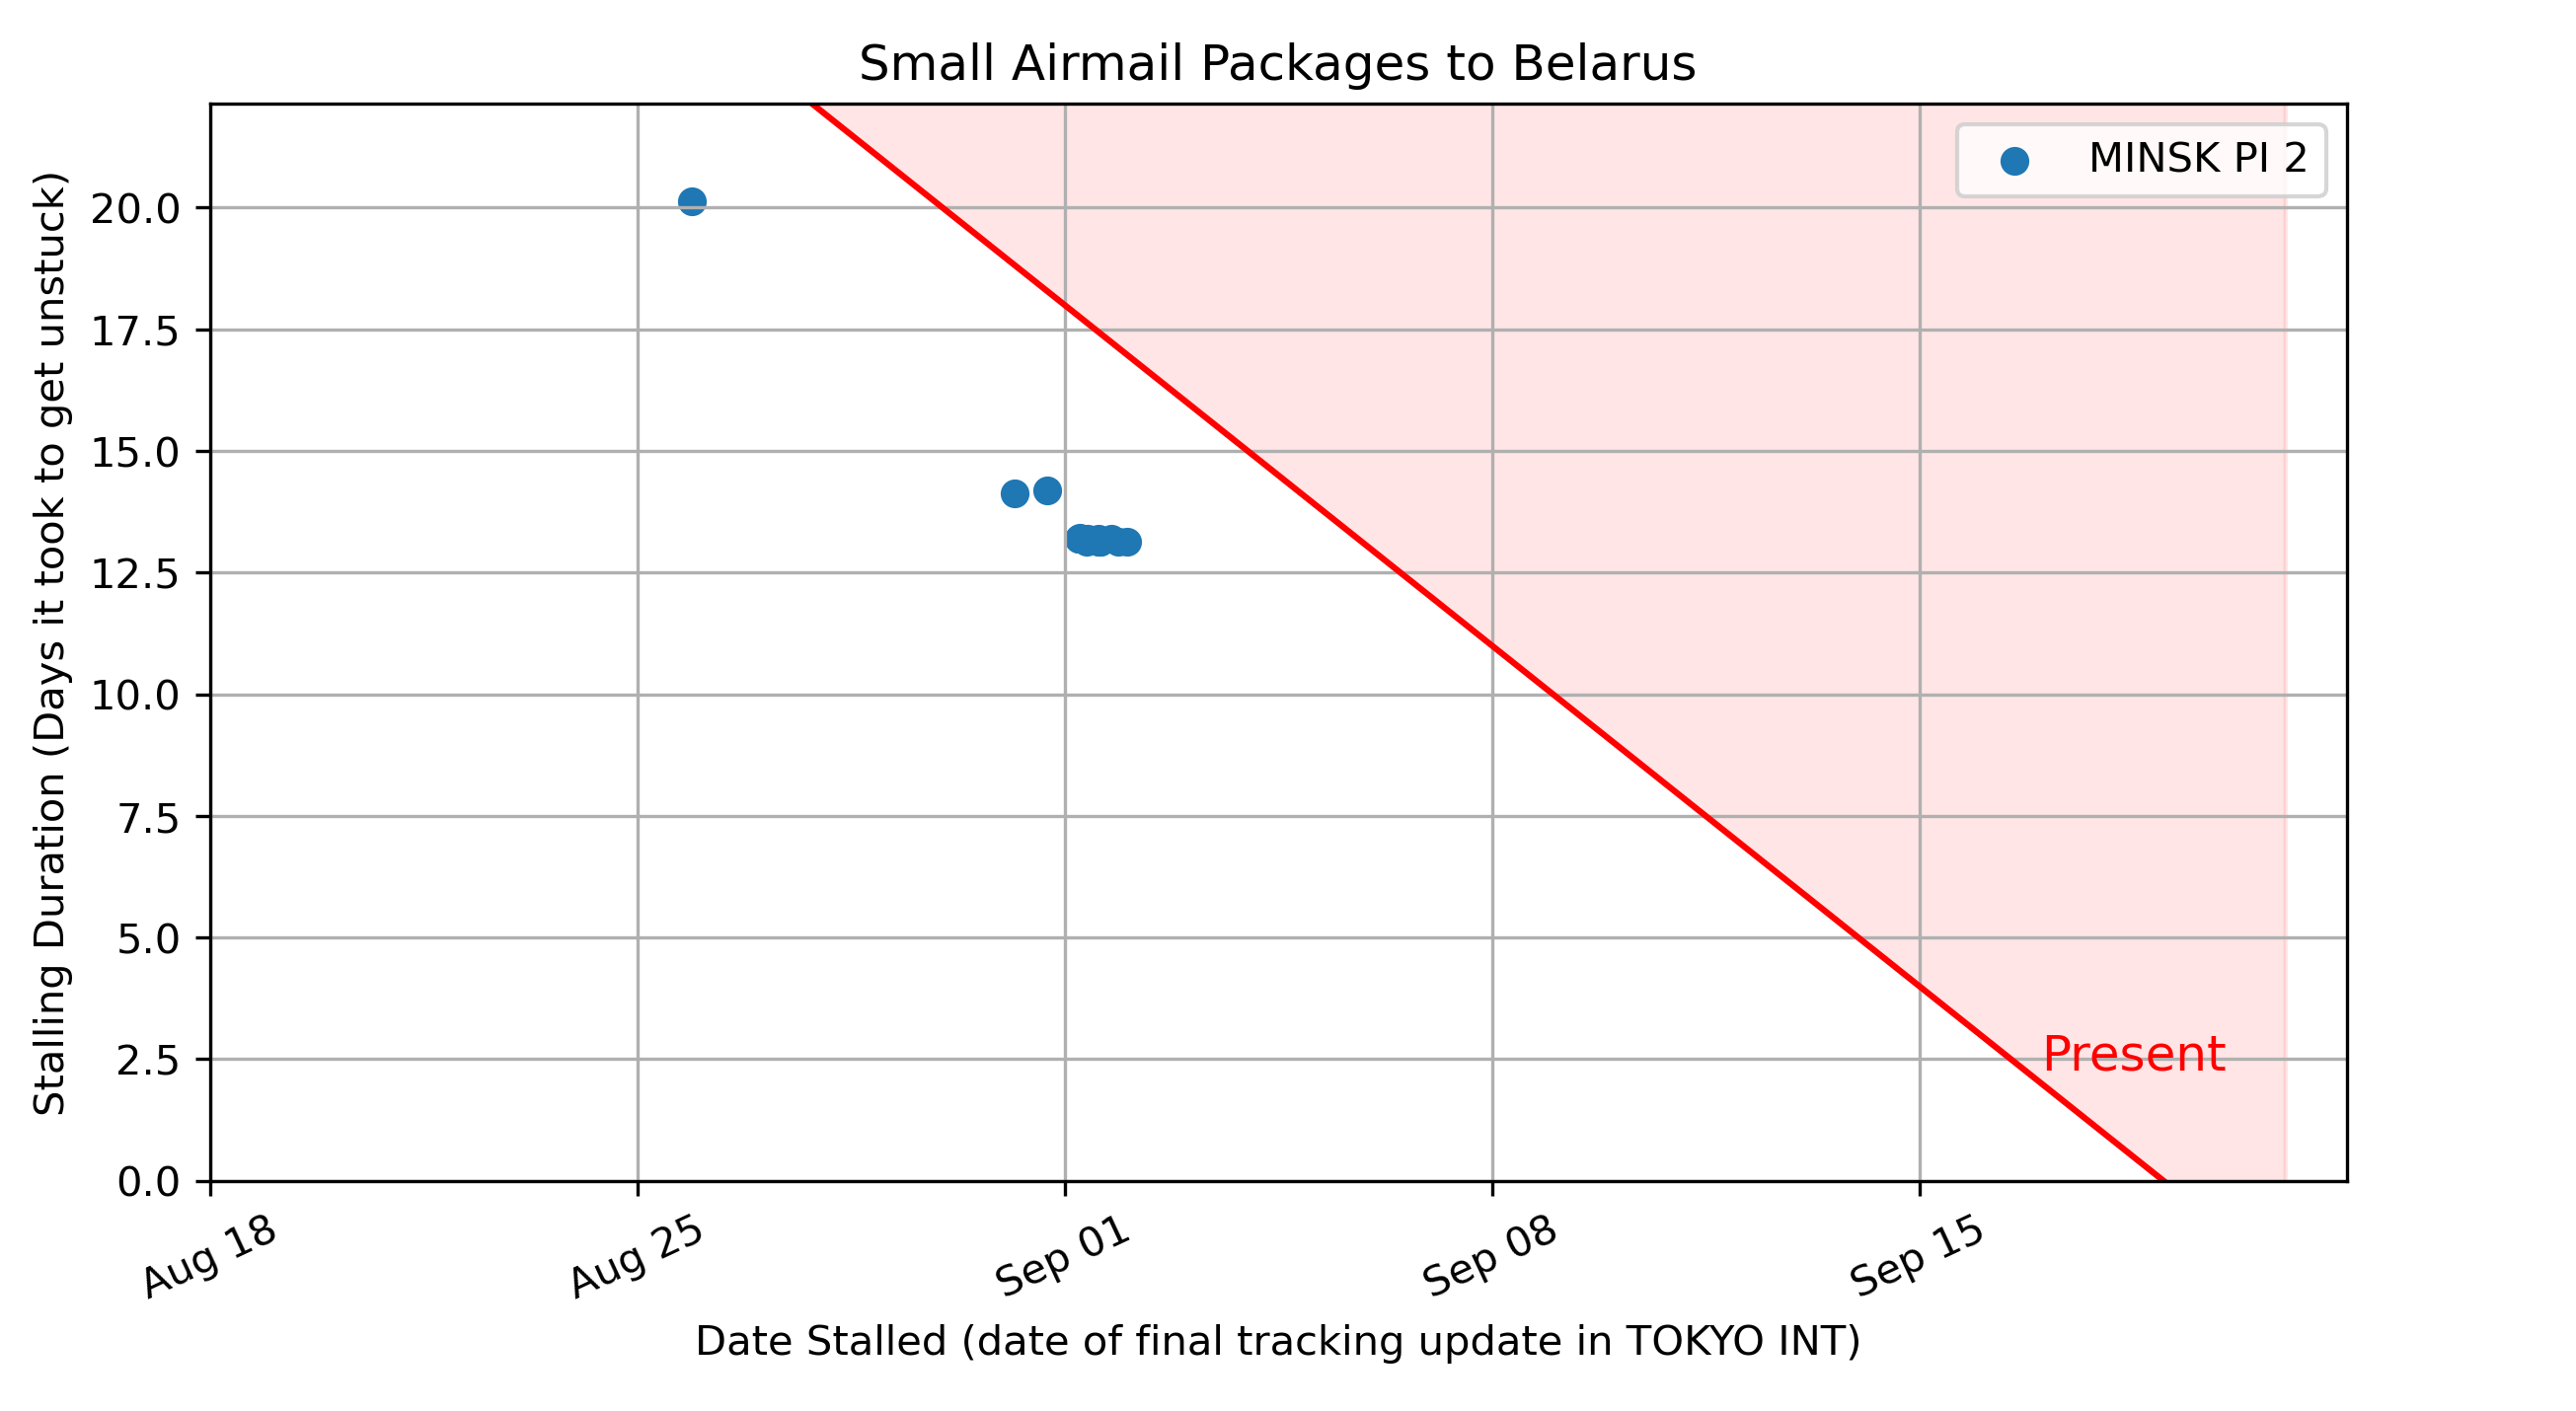 Small Airmail Packages to Belarus
MINSK PI 2
Stalling Duration (Days it took to get unstuck)
20.0
17.5
15.0
12.5
10.0
7.5
5.0
2.5
0.0
Present
Aug 18
Aug 25
Sep 01
Sep 08
Sep 15
Date Stalled (date of final tracking update in TOKYO INT)